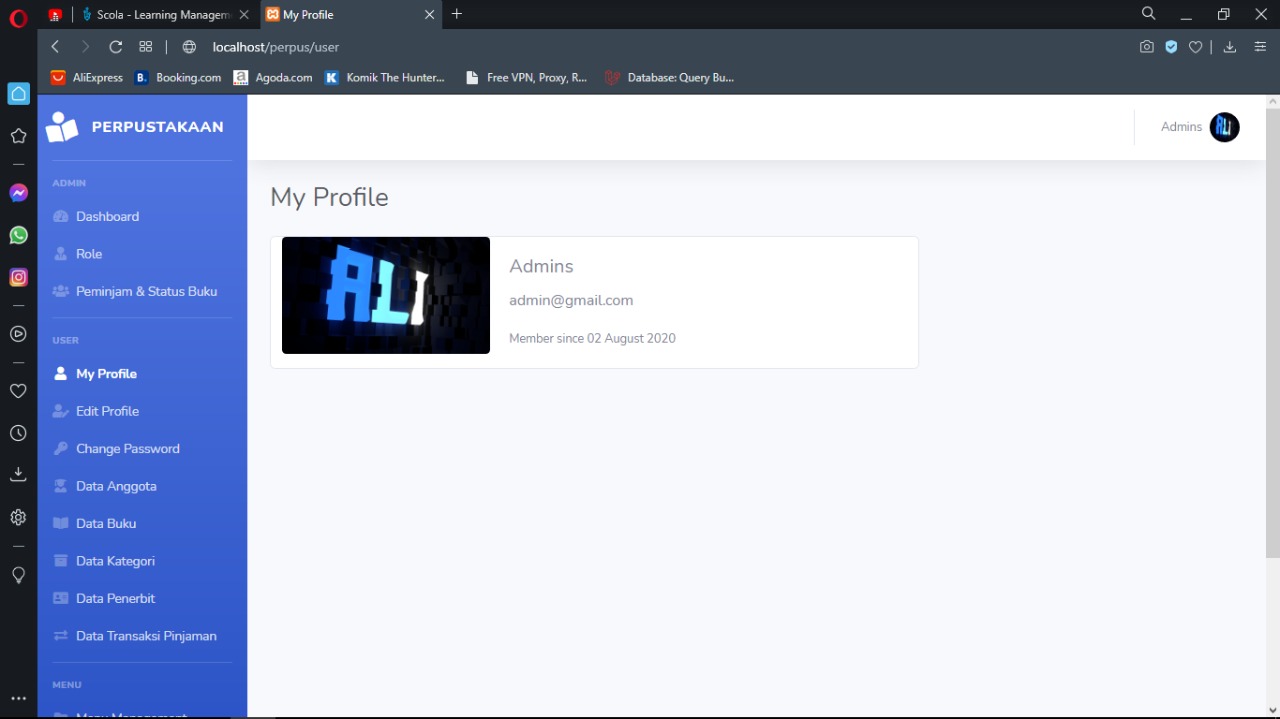 Scola - Learning Managem
My Profile
localhost/perpus/user
AliExpress
Booking.com
Agoda.com
Komik The Hunter...
Free VPN, Proxy, R...
Database: Query Bu...
PERPUSTAKAAN
Admins
ALI
ADMIN
Dashboard
Role
Peminjam & Status Buku
USER
My Profile
Edit Profile
Change Password
Data Anggota
Data Buku
Data Kategori
Data Penerbit
Data Transaksi Pinjaman
MENU
Menu Management
My Profile
ALI
Admins
admin@gmail.com
Member since 02 August 2020